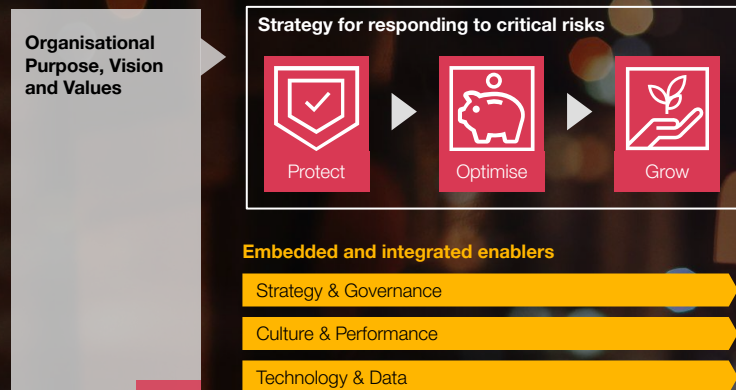 Organisational
Purpose, Vision
and Values
Strategy for responding to critical risks
Protect
Optimise
Grow
Embedded and integrated enablers
Strategy & Governance
Culture & Performance
Technology & Data